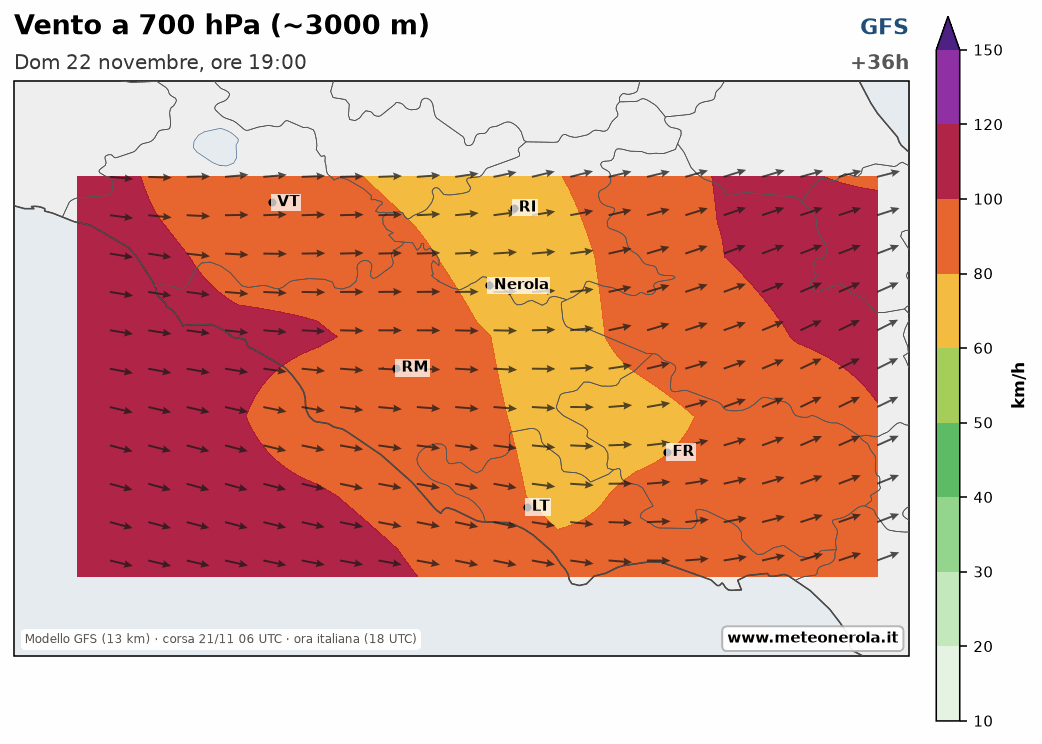 Vento a 700 hPa (~3000 m)
GFS
Dom 22 novembre, ore 19:00
+36h
VT
RI
Nerola
RM
FR
LT
Modello GFS (13 km) · corsa 21/11 06 UTC · ora italiana (18 UTC)
www.meteonerola.it
150
120
100
80
60
50
40
30
20
10
km/h